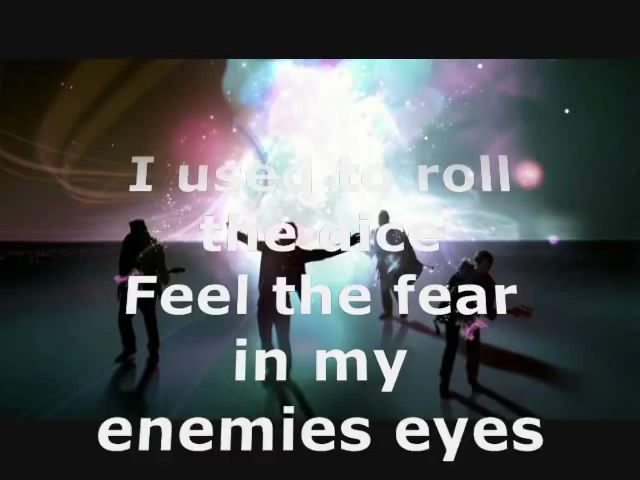 I used to roll
the dice
Feel the fear
in my
enemies eyes